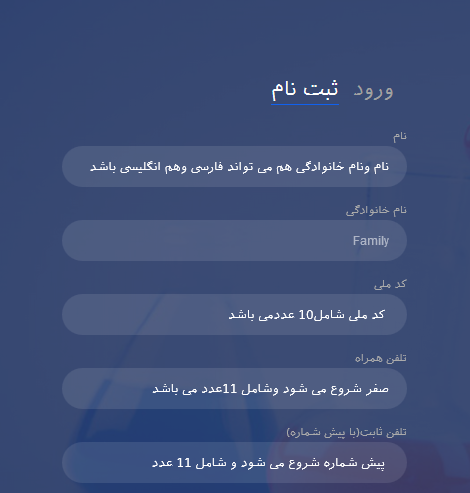 ورود ثبت نام
نام
نام ونام خانوادگی هم می تواند فارسی وهم انگلیسی باشد
نام خانوادگی
Family
کد ملی
کد ملی شامل10 عددمی باشد
تلفن همراه
صفر شروع می شود وشامل 11عدد می باشد
تلفن ثابت(با پیش شماره)
پیش شماره شروع می شود و شامل 11 عدد